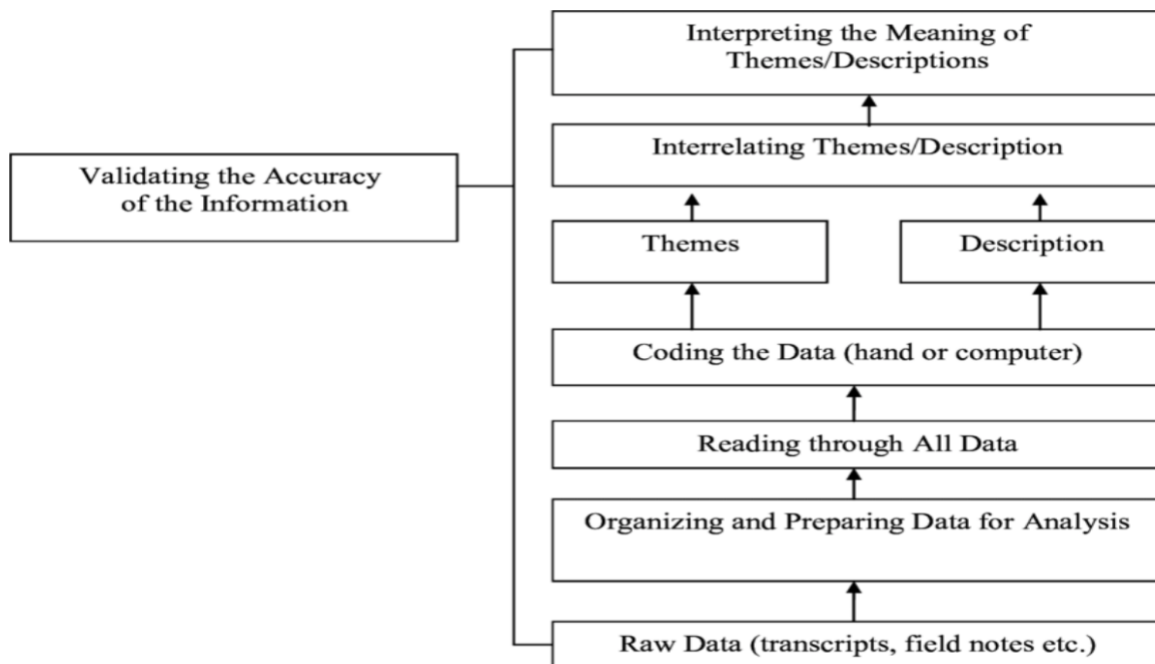 Interpreting the Meaning of
Themes/Descriptions
Interrelating Themes/Description
Validating the Accuracy
of the Information
Themes
Description
Coding the Data (hand or computer)
Reading through All Data
Organizing and Preparing Data for Analysis
Raw Data (transcripts, field notes etc.)